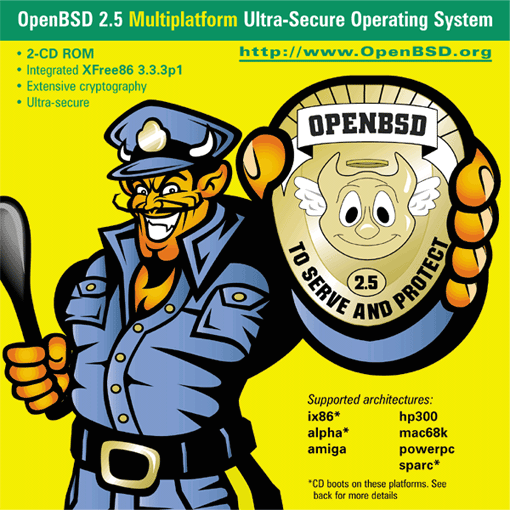 OpenBSD 2.5 Multiplatform Ultra-Secure Operating System
http://www.OpenBSD.org
• 2-CD ROM
• Integrated XFree86 3.3.3p1
• Extensive cryptography
• Ultra-secure
OPENBSD
2.5
TO SERVE AND PROTECT
Supported architectures:
ix86* hp300
alpha* mac68k
amiga powerpc
sparc*
*CD boots on these platforms. See
back for more details